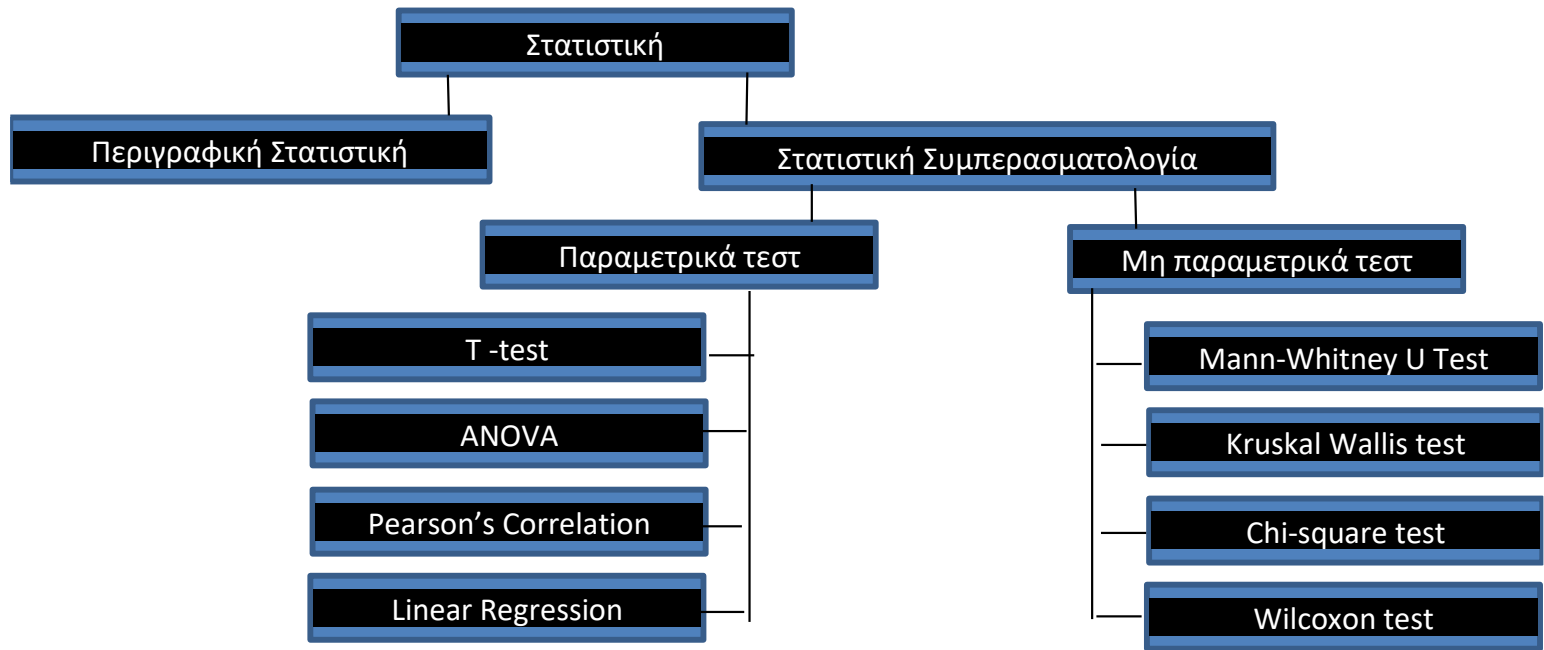 Στατιστική
Περιγραφική Στατιστική
Στατιστική Συμπερασματολογία
Παραμετρικά τεστ
Μη παραμετρικά τεστ
T -test
ANOVA
Pearson’s Correlation
Linear Regression
Mann-Whitney U Test
Kruskal Wallis test
Chi-square test
Wilcoxon test